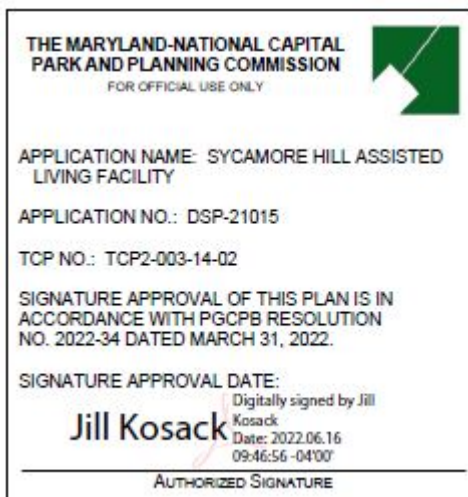 THE MARYLAND-NATIONAL CAPITAL
PARK AND PLANNING COMMISSION
FOR OFFICIAL USE ONLY
APPLICATION NAME: SYCAMORE HILL ASSISTED
LIVING FACILITY
APPLICATION NO.: DSP-21015
TCP NO.: TCP2-003-14-02
SIGNATURE APPROVAL OF THIS PLAN IS IN
ACCORDANCE WITH PGCPB RESOLUTION
NO. 2022-34 DATED MARCH 31, 2022.
SIGNATURE APPROVAL DATE:
Jill Kosack
Digitally signed by Jill
Kosack
Date: 2022.06.16
09:46:56 -04'00'
AUTHORIZED SIGNATURE